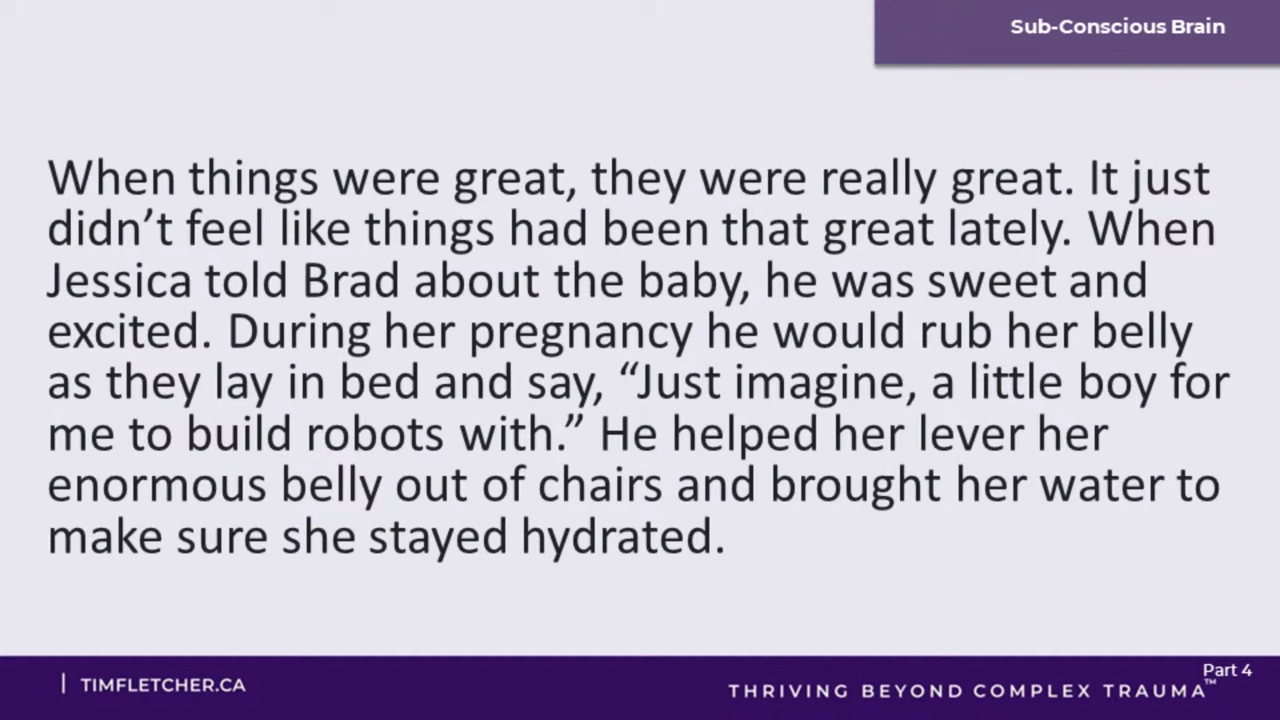 Sub-Conscious Brain
When things were great, they were really great. It just
didn’t feel like things had been that great lately. When
Jessica told Brad about the baby, he was sweet and
excited. During her pregnancy he would rub her belly
as they lay in bed and say, “Just imagine, a little boy for
me to build robots with.” He helped her lever her
enormous belly out of chairs and brought her water to
make sure she stayed hydrated.
Part 4
| TIMFLETCHER.CA
THRIVING BEYOND COMPLEX TRAUMA™